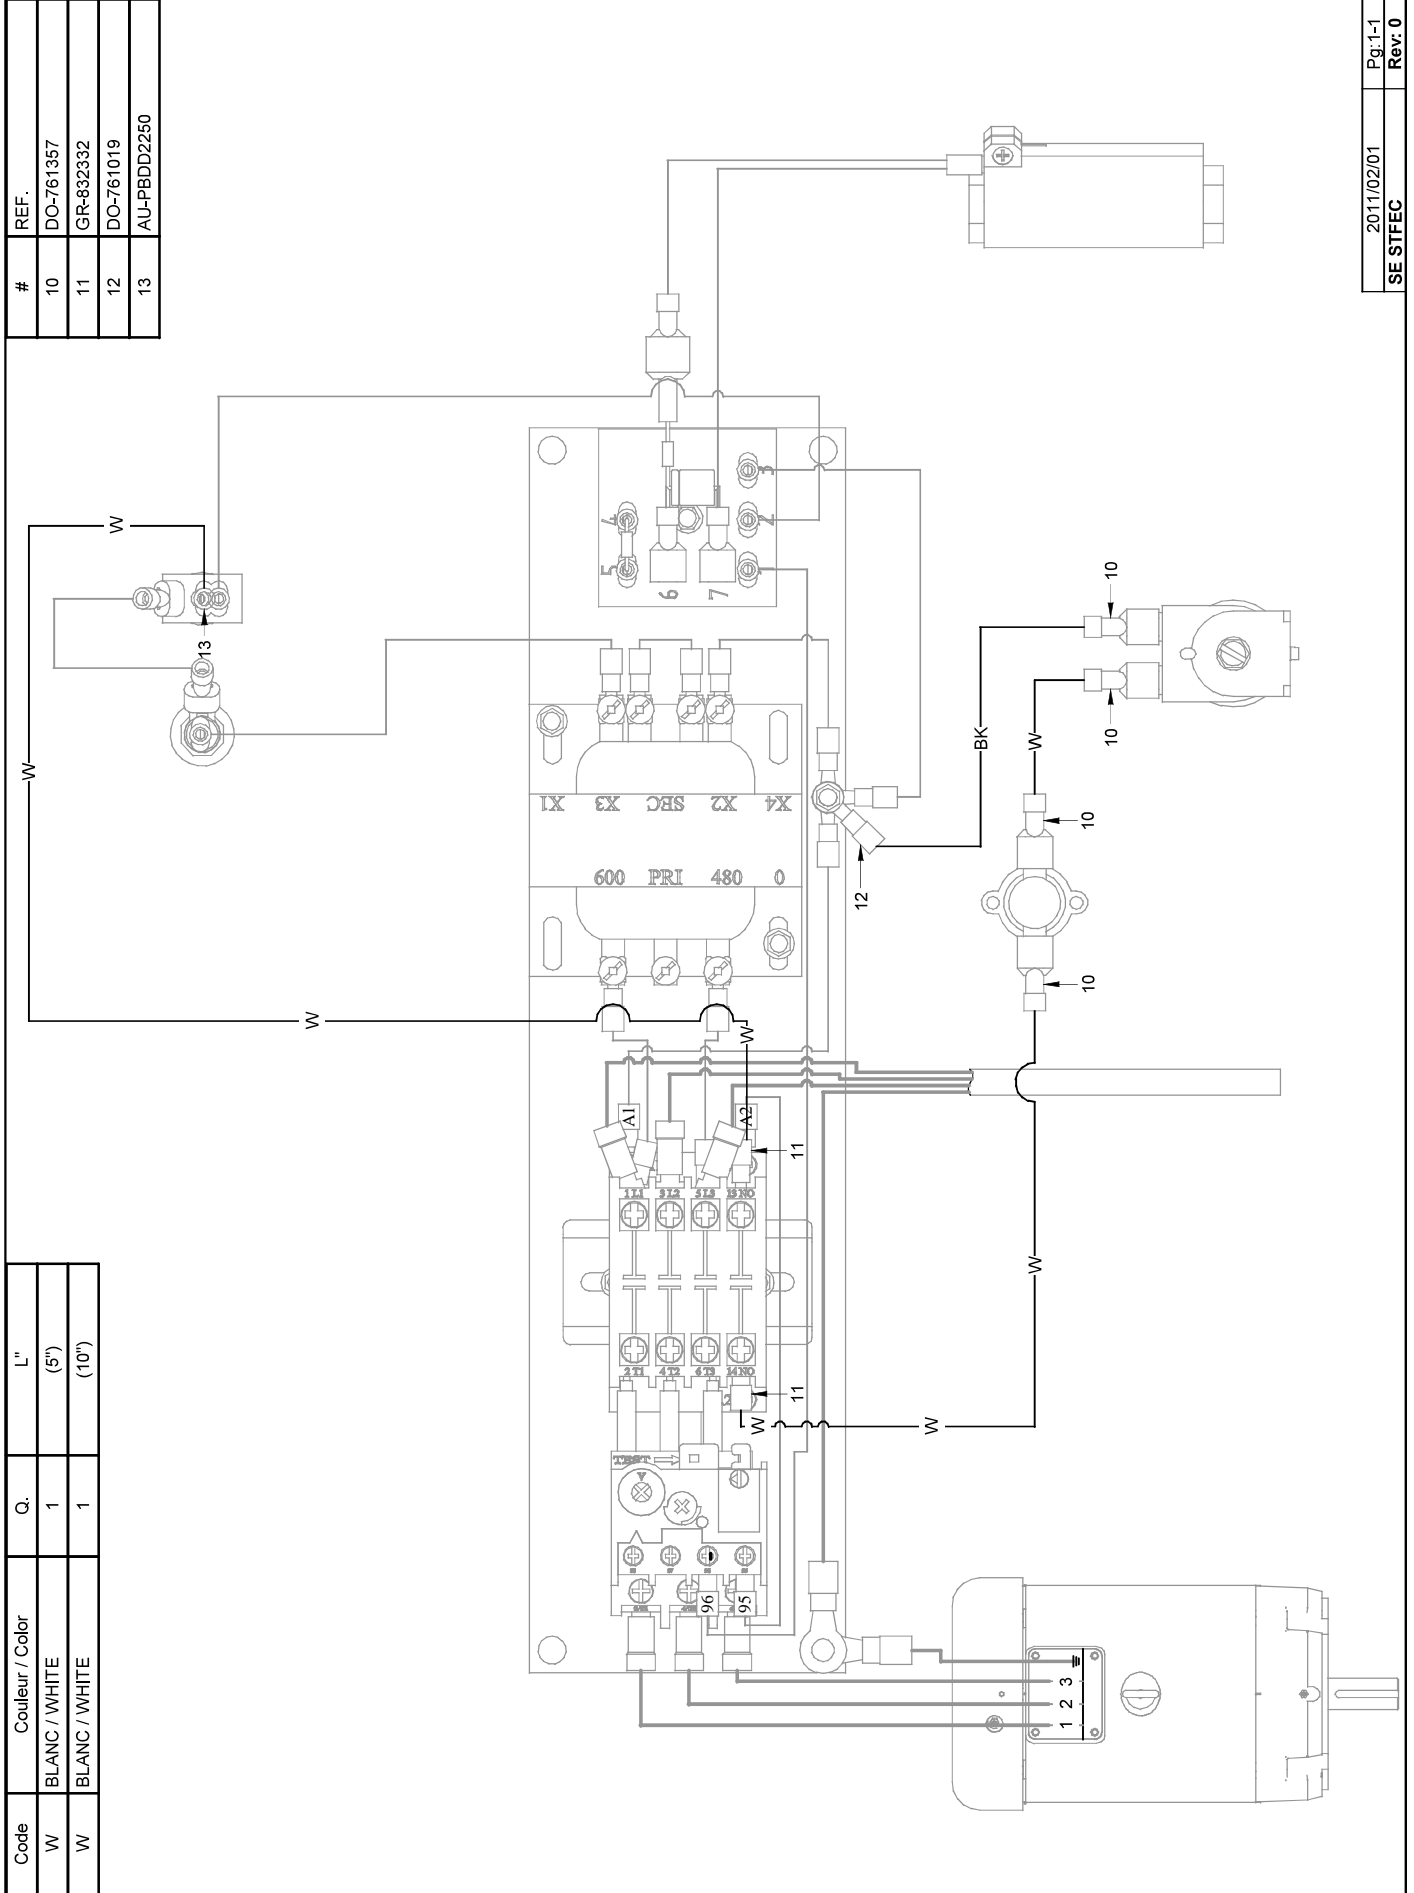 Code Couleur / Color Q. L"
W BLANC / WHITE 1 (5")
W BLANC / WHITE 1 (10")
# REF.
10 DO-761357
11 GR-832332
12 DO-761019
13 AU-PBDD2250
W
W
W
W
13
4
5
6
7
3
2
X1 X3 SEC X2 X4
600 PRI 480 0
A1
A2
1 L1 3 L2 5 L3 13 NO
2 T1 4 T2 6 T3 14 NO
11
11
TEST
96
95
12
BK
W
10
10
10
10
W
W
W
1 2 3
2011/02/01 Pg:1-1
SE STFEC Rev: 0